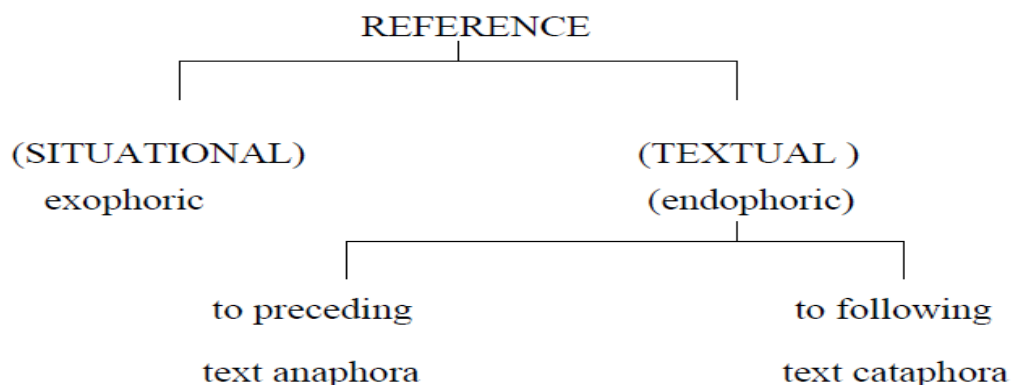 REFERENCE
(SITUATIONAL)
exophoric
(TEXTUAL )
(endophoric)
to preceding
text anaphora
to following
text cataphora